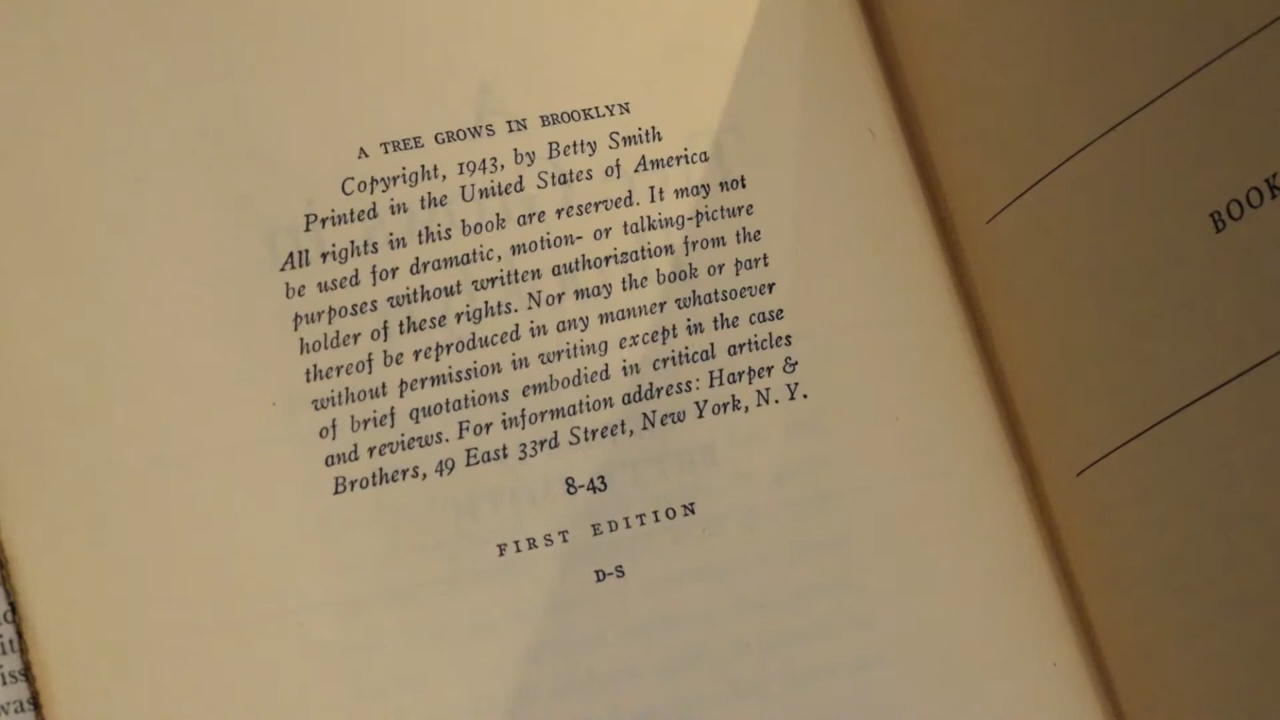 A TREE GROWS IN BROOKLYN
Copyright, 1943, by Betty Smith
Printed in the United States of America
All rights in this book are reserved. It may not
be used for dramatic, motion- or talking-picture
purposes without written authorization from the
holder of these rights. Nor may the book or part
thereof be reproduced in any manner whatsoever
without permission in writing except in the case
of brief quotations embodied in critical articles
and reviews. For information address: Harper &
Brothers, 49 East 33rd Street, New York, N. Y.
8-43
FIRST EDITION
D-S
BOOK
iss
was